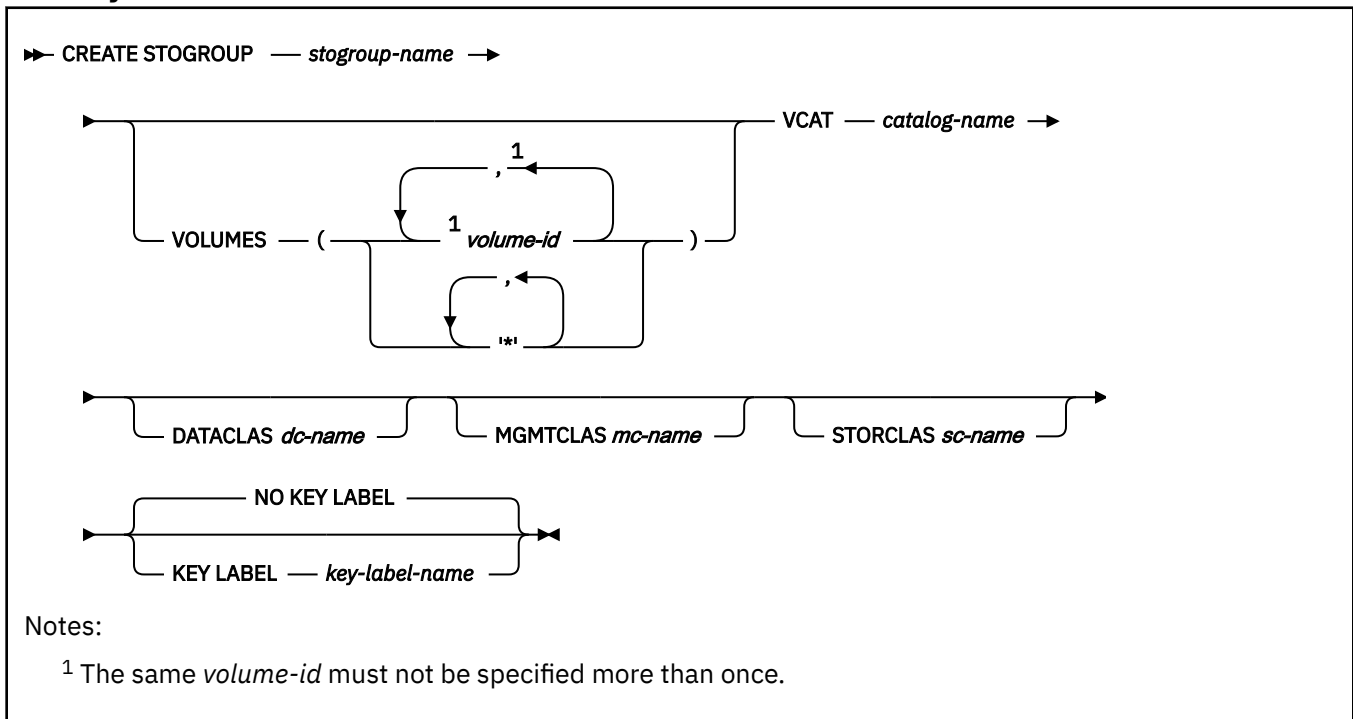 CREATE STOGROUP stogroup-name
VCAT catalog-name
, 1
VOLUMES ( 1 volume-id )
,
'*'
DATACLAS dc-name MGMTCLAS mc-name STORCLAS sc-name
NO KEY LABEL
KEY LABEL key-label-name
Notes:
1 The same volume-id must not be specified more than once.